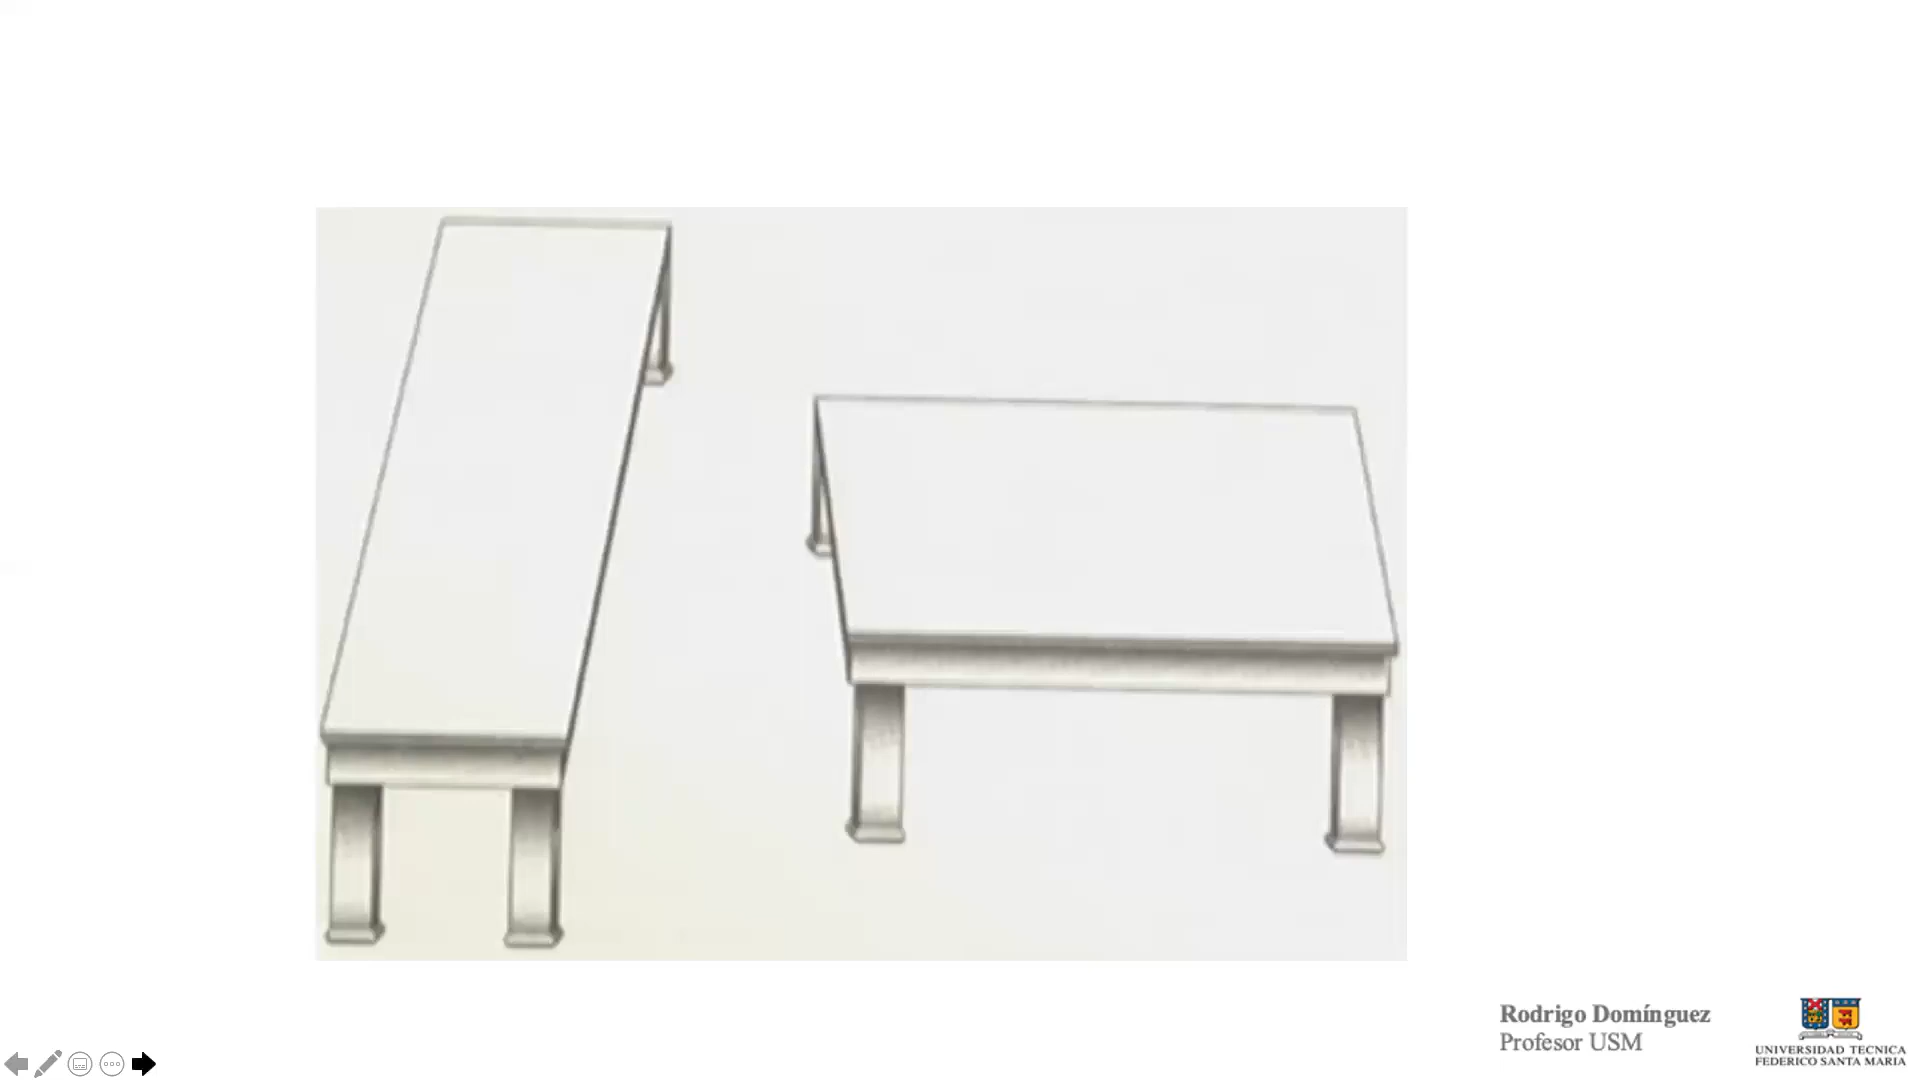 Rodrigo Domínguez
Profesor USM
UNIVERSIDAD TECNICA
FEDERICO SANTA MARIA